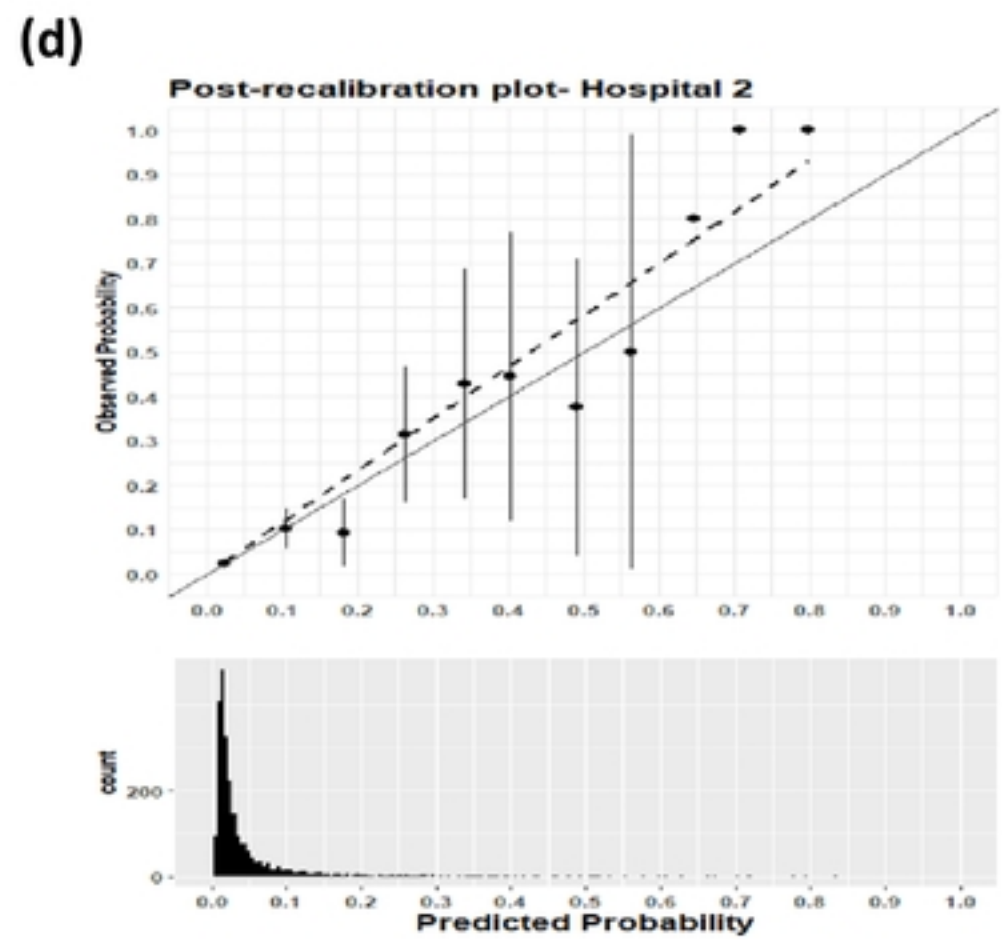 (d)
Post-recalibration plot- Hospital 2
Observed Probability
1.0
0.9
0.8
0.7
0.6
0.5
0.4
0.3
0.2
0.1
0.0
0.0 0.1 0.2 0.3 0.4 0.5 0.6 0.7 0.8 0.9 1.0
count
200
0
0.0 0.1 0.2 0.3 0.4 0.5 0.6 0.7 0.8 0.9 1.0
Predicted Probability